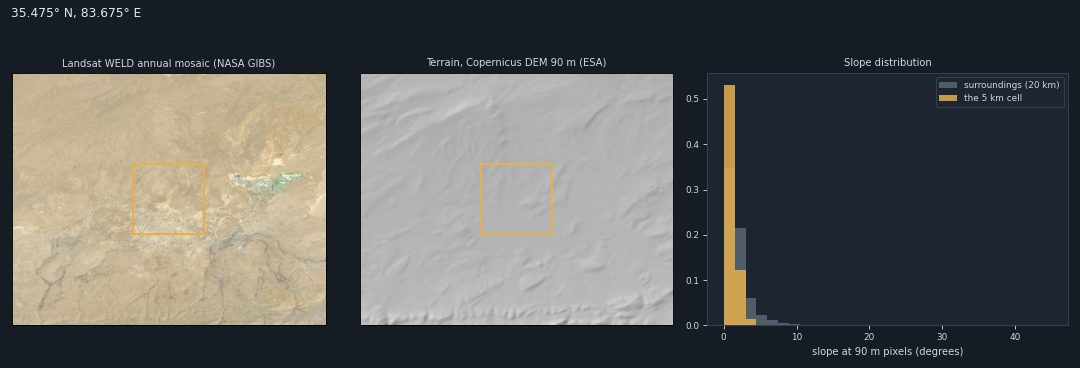 35.475° N, 83.675° E
Landsat WELD annual mosaic (NASA GIBS)
Terrain, Copernicus DEM 90 m (ESA)
Slope distribution
surroundings (20 km)
the 5 km cell
0.5
0.4
0.3
0.2
0.1
0.0
0 10 20 30 40
slope at 90 m pixels (degrees)